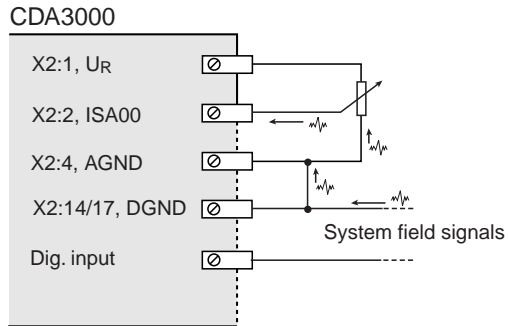 CDA3000
X2:1, UR
X2:2, ISA00
X2:4, AGND
X2:14/17, DGND
System field signals
Dig. input